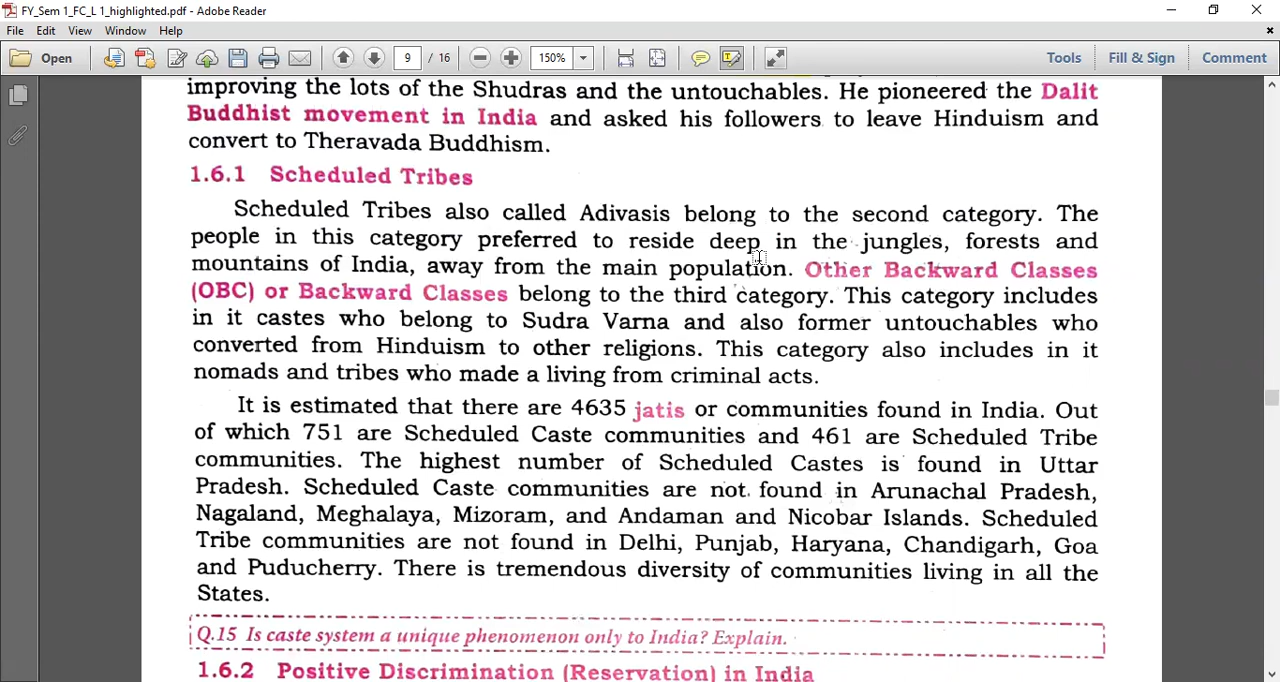 FY_Sem 1_FC_L 1_highlighted.pdf - Adobe Reader
File Edit View Window Help
Open 9 / 16 150% Tools Fill & Sign Comment
improving the lots of the Shudras and the untouchables. He pioneered the Dalit
Buddhist movement in India and asked his followers to leave Hinduism and
convert to Theravada Buddhism.
1.6.1 Scheduled Tribes
Scheduled Tribes also called Adivasis belong to the second category. The
people in this category preferred to reside deep in the jungles, forests and
mountains of India, away from the main population. Other Backward Classes
(OBC) or Backward Classes belong to the third category. This category includes
in it castes who belong to Sudra Varna and also former untouchables who
converted from Hinduism to other religions. This category also includes in it
nomads and tribes who made a living from criminal acts.
It is estimated that there are 4635 jatis or communities found in India. Out
of which 751 are Scheduled Caste communities and 461 are Scheduled Tribe
communities. The highest number of Scheduled Castes is found in Uttar
Pradesh. Scheduled Caste communities are not found in Arunachal Pradesh,
Nagaland, Meghalaya, Mizoram, and Andaman and Nicobar Islands. Scheduled
Tribe communities are not found in Delhi, Punjab, Haryana, Chandigarh, Goa
and Puducherry. There is tremendous diversity of communities living in all the
States.
Q.15 Is caste system a unique phenomenon only to India? Explain.
1.6.2 Positive Discrimination (Reservation) in India